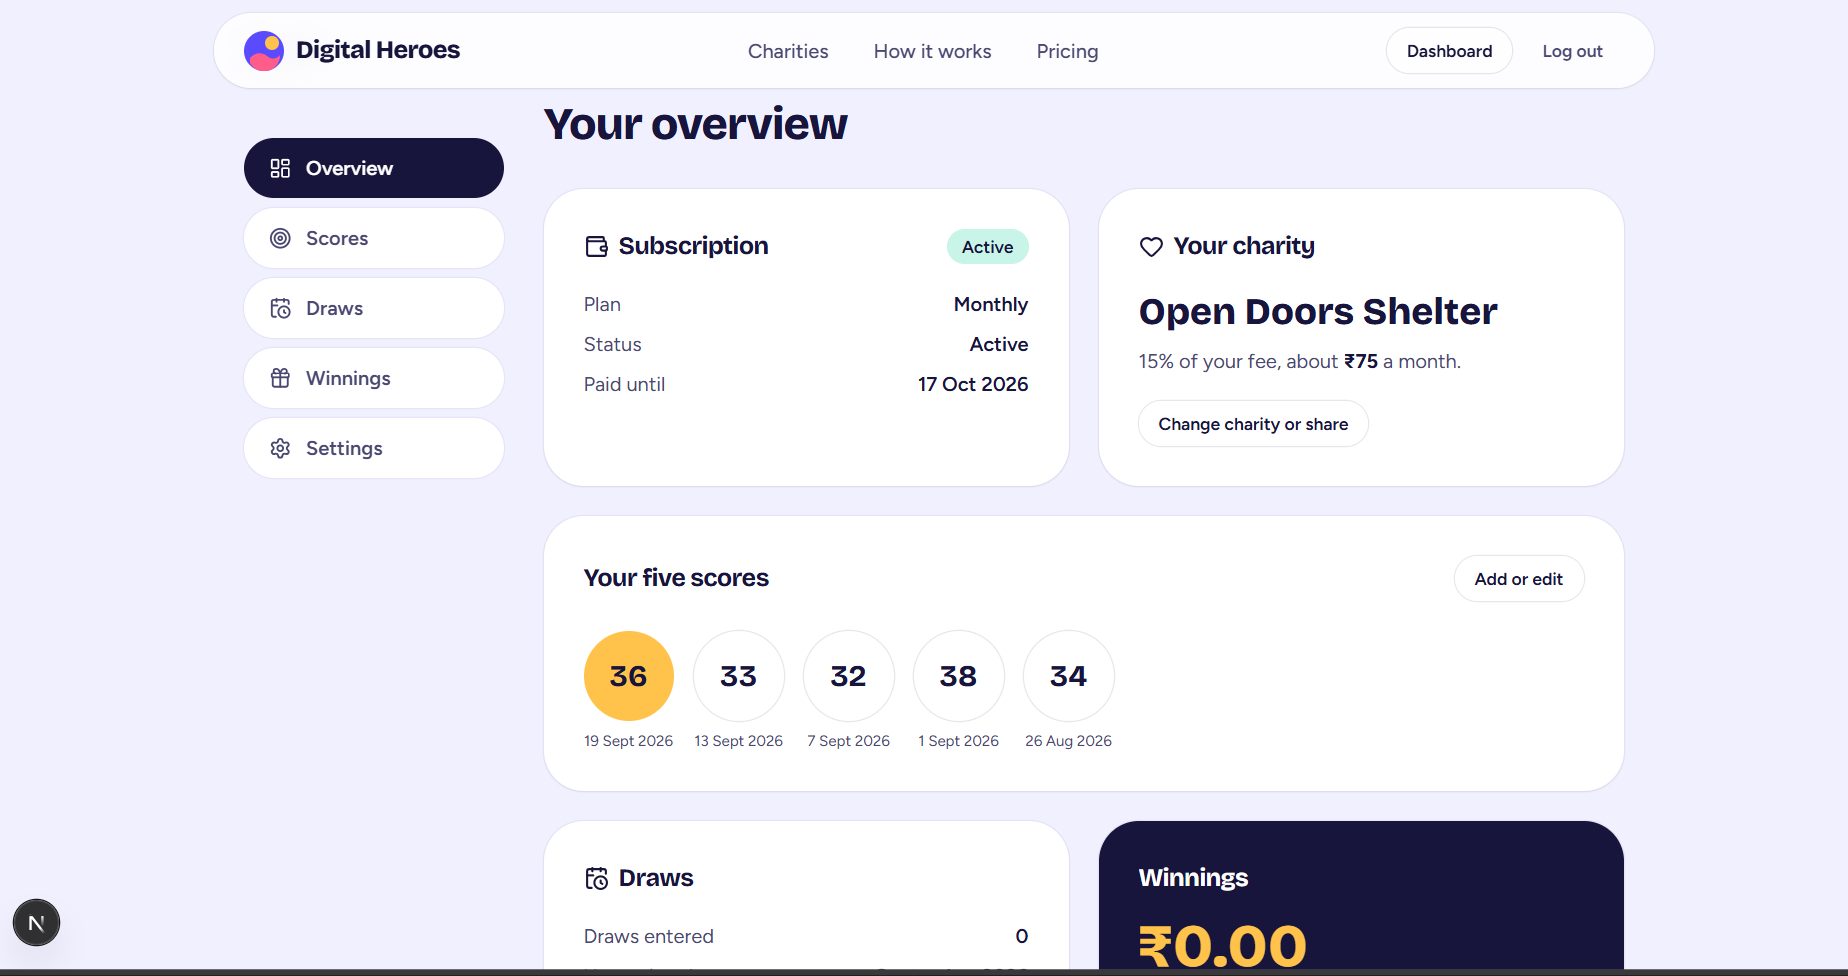 Digital Heroes
Charities
How it works
Pricing
Dashboard
Log out
Overview
Scores
Draws
Winnings
Settings
Your overview
Subscription
Active
Plan
Monthly
Status
Active
Paid until
17 Oct 2026
Your charity
Open Doors Shelter
15% of your fee, about ₹75 a month.
Change charity or share
Your five scores
Add or edit
36
33
32
38
34
19 Sept 2026
13 Sept 2026
7 Sept 2026
1 Sept 2026
26 Aug 2026
Draws
Draws entered
0
Winnings
₹0.00
N